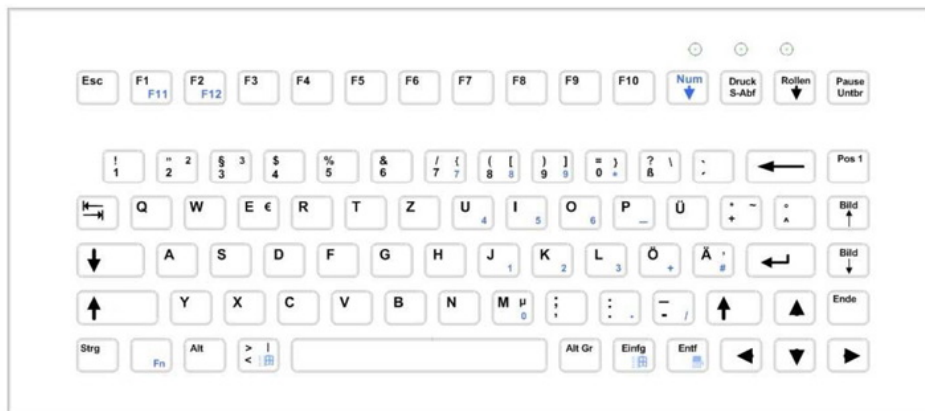 Esc F1 F11 F2 F12 F3 F4 F5 F6 F7 F8 F9 F10 Num Druck S-Abf Rollen Pause Untbr
! 1 " 2 2 § 3 3 $ 4 % 5 & 6 / { 7 7 ( [ 8 8 ) ] 9 9 = } 0 * ? \ ß ` ´ Pos 1
Q W E € R T Z U 4 I 5 O 6 P _ Ü * ~ + ° ^ Bild
A S D F G H J 1 K 2 L 3 Ö + Ä ' # Bild
Y X C V B N M µ 0 ; , : . . _ - / Ende
Strg Fn Alt > | < Alt Gr Einfg Entf